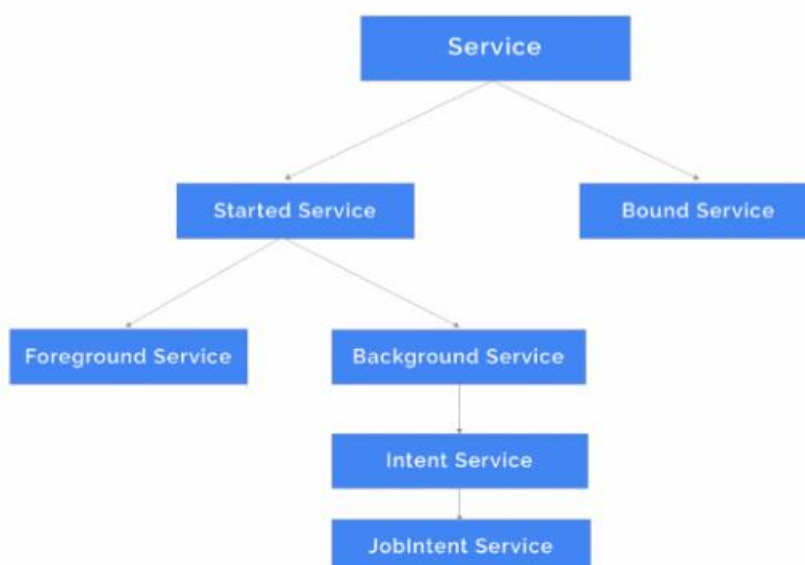 Service
Started Service
Bound Service
Foreground Service
Background Service
Intent Service
JobIntent Service